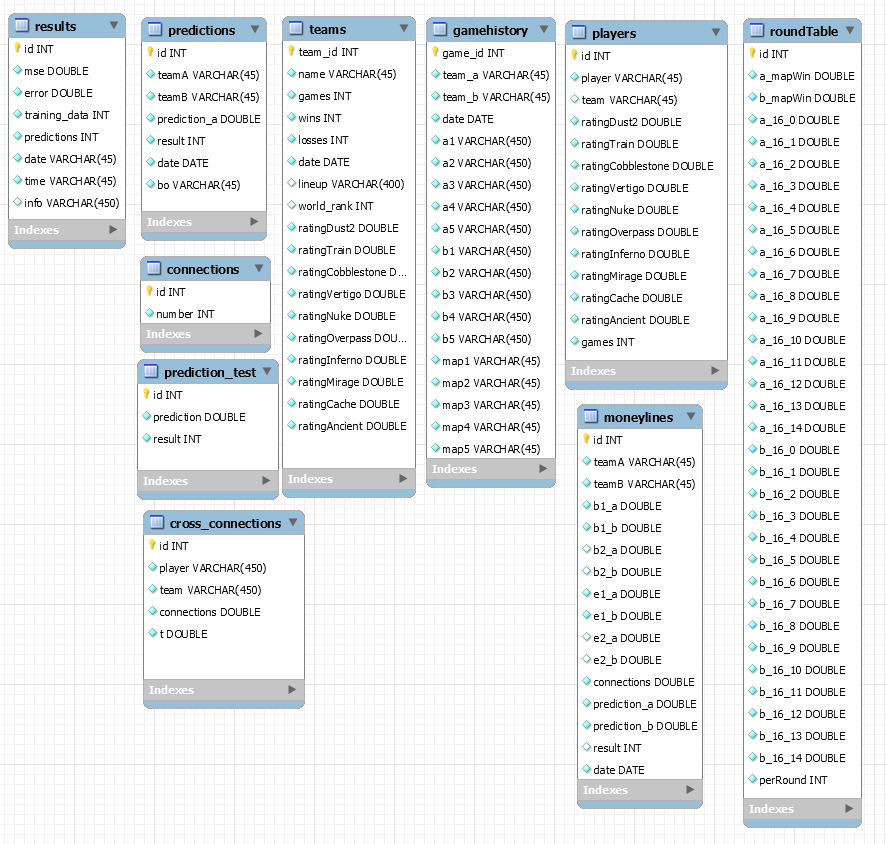 results
id INT
mse DOUBLE
error DOUBLE
training_data INT
predictions INT
date VARCHAR(45)
time VARCHAR(45)
info VARCHAR(450)
Indexes
predictions
id INT
teamA VARCHAR(45)
teamB VARCHAR(45)
prediction_a DOUBLE
result INT
date DATE
bo VARCHAR(45)
Indexes
connections
id INT
number INT
Indexes
prediction_test
id INT
prediction DOUBLE
result INT
Indexes
cross_connections
id INT
player VARCHAR(450)
team VARCHAR(450)
connections DOUBLE
t DOUBLE
Indexes
teams
team_id INT
name VARCHAR(45)
games INT
wins INT
losses INT
date DATE
lineup VARCHAR(400)
world_rank INT
ratingDust2 DOUBLE
ratingTrain DOUBLE
ratingCobblestone D...
ratingVertigo DOUBLE
ratingNuke DOUBLE
ratingOverpass DOU...
ratingInferno DOUBLE
ratingMirage DOUBLE
ratingCache DOUBLE
ratingAncient DOUBLE
Indexes
gamehistory
game_id INT
team_a VARCHAR(45)
team_b VARCHAR(45)
date DATE
a1 VARCHAR(450)
a2 VARCHAR(450)
a3 VARCHAR(450)
a4 VARCHAR(450)
a5 VARCHAR(450)
b1 VARCHAR(450)
b2 VARCHAR(450)
b3 VARCHAR(450)
b4 VARCHAR(450)
b5 VARCHAR(450)
map1 VARCHAR(45)
map2 VARCHAR(45)
map3 VARCHAR(45)
map4 VARCHAR(45)
map5 VARCHAR(45)
Indexes
players
id INT
player VARCHAR(45)
team VARCHAR(45)
ratingDust2 DOUBLE
ratingTrain DOUBLE
ratingCobblestone DOUBLE
ratingVertigo DOUBLE
ratingNuke DOUBLE
ratingOverpass DOUBLE
ratingInferno DOUBLE
ratingMirage DOUBLE
ratingCache DOUBLE
ratingAncient DOUBLE
games INT
Indexes
moneylines
id INT
teamA VARCHAR(45)
teamB VARCHAR(45)
b1_a DOUBLE
b1_b DOUBLE
b2_a DOUBLE
b2_b DOUBLE
e1_a DOUBLE
e1_b DOUBLE
e2_a DOUBLE
e2_b DOUBLE
connections DOUBLE
prediction_a DOUBLE
prediction_b DOUBLE
result INT
date DATE
Indexes
roundTable
id INT
a_mapWin DOUBLE
b_mapWin DOUBLE
a_16_0 DOUBLE
a_16_1 DOUBLE
a_16_2 DOUBLE
a_16_3 DOUBLE
a_16_4 DOUBLE
a_16_5 DOUBLE
a_16_6 DOUBLE
a_16_7 DOUBLE
a_16_8 DOUBLE
a_16_9 DOUBLE
a_16_10 DOUBLE
a_16_11 DOUBLE
a_16_12 DOUBLE
a_16_13 DOUBLE
a_16_14 DOUBLE
b_16_0 DOUBLE
b_16_1 DOUBLE
b_16_2 DOUBLE
b_16_3 DOUBLE
b_16_4 DOUBLE
b_16_5 DOUBLE
b_16_6 DOUBLE
b_16_7 DOUBLE
b_16_8 DOUBLE
b_16_9 DOUBLE
b_16_10 DOUBLE
b_16_11 DOUBLE
b_16_12 DOUBLE
b_16_13 DOUBLE
b_16_14 DOUBLE
perRound INT
Indexes